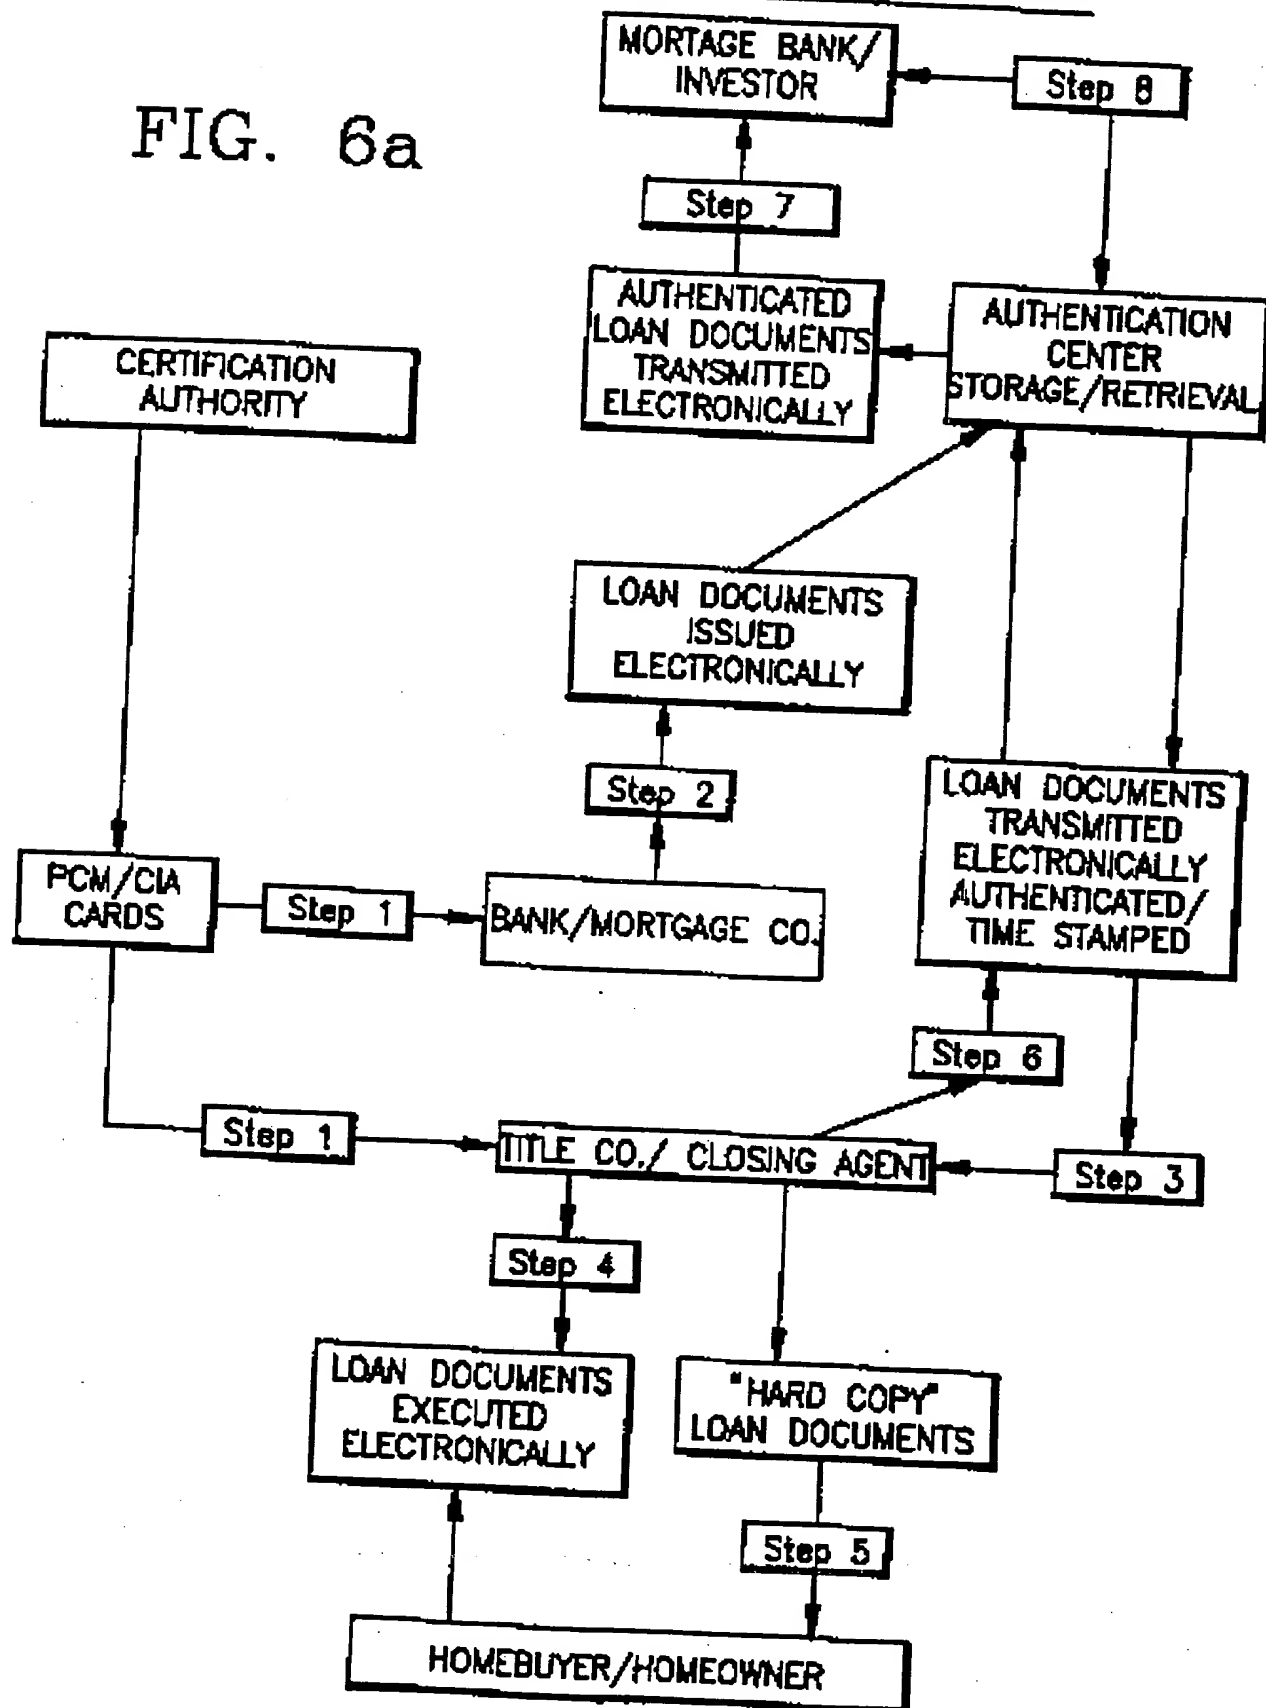 MORTAGE BANK/
INVESTOR
Step 8
FIG. 6a
Step 7
AUTHENTICATED
LOAN DOCUMENTS
TRANSMITTED
ELECTRONICALLY
AUTHENTICATION
CENTER
STORAGE/RETRIEVAL
CERTIFICATION
AUTHORITY
LOAN DOCUMENTS
ISSUED
ELECTRONICALLY
Step 2
LOAN DOCUMENTS
TRANSMITTED
ELECTRONICALLY
AUTHENTICATED/
TIME STAMPED
PCM/CIA
CARDS
Step 1
BANK/MORTGAGE CO.
Step 6
Step 1
TITLE CO./ CLOSING AGENT
Step 3
Step 4
LOAN DOCUMENTS
EXECUTED
ELECTRONICALLY
"HARD COPY"
LOAN DOCUMENTS
Step 5
HOMEBUYER/HOMEOWNER